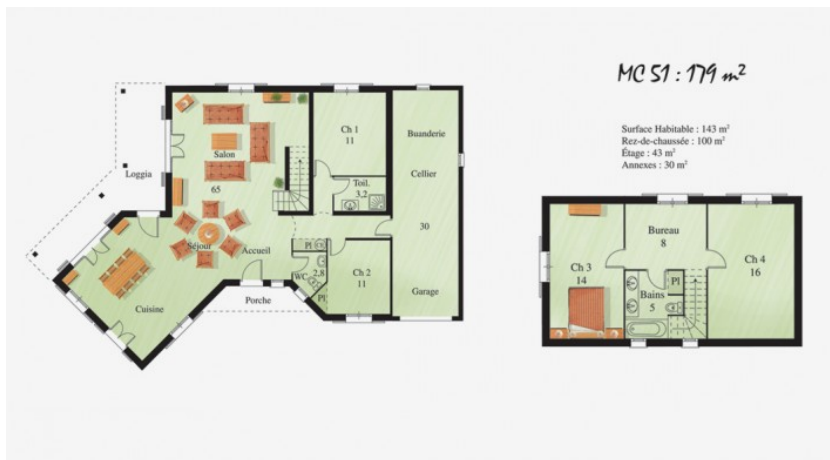 MC 51 : 179 m²
Surface Habitable : 143 m²
Rez-de-chaussée : 100 m²
Étage : 43 m²
Annexes : 30 m²
Ch 1
11
Buanderie
Salon
Loggia
Cellier
Toil.
3,2
65
30
Séjour
Accueil
Pl
2,8
WC
Ch 2
11
Pl
Garage
Porche
Cuisine
Bureau
8
Ch 3
14
Ch 4
16
Pl
Bains
5